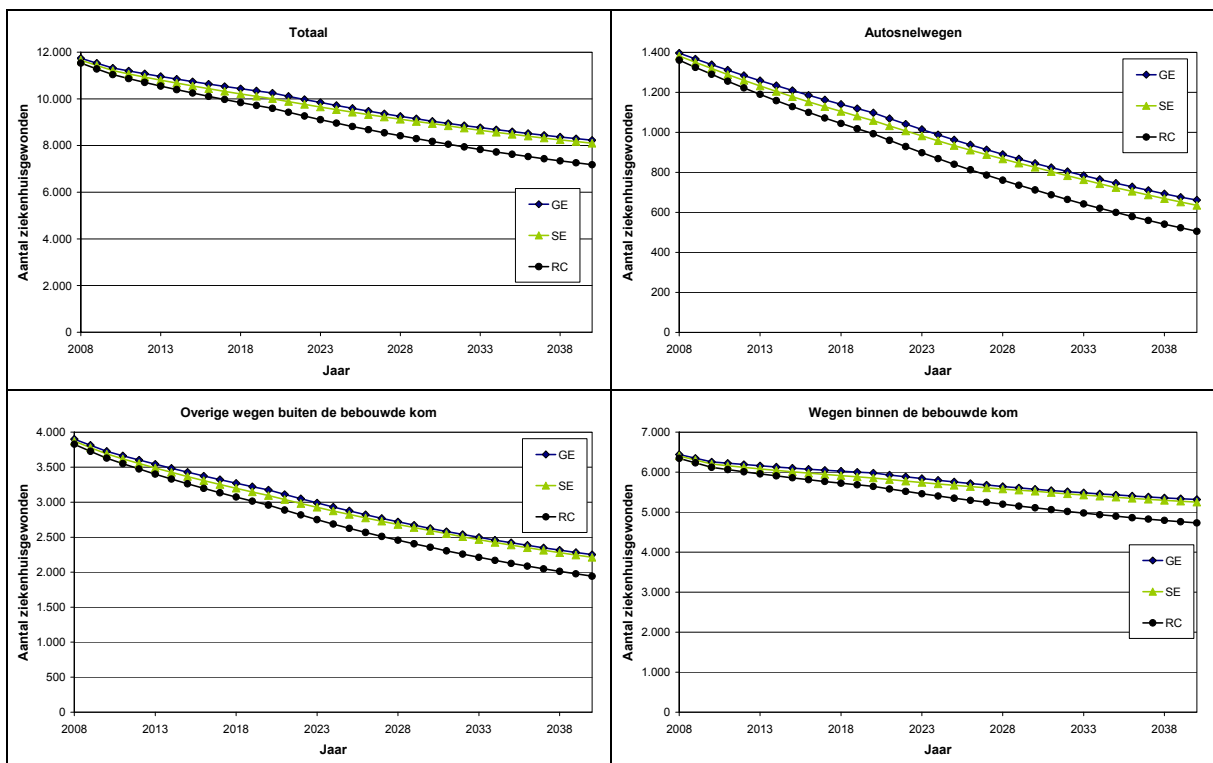 Totaal
Aantal ziekenhuisgewonden
12.000
10.000
8.000
6.000
4.000
2.000
0
2008 2013 2018 2023 2028 2033 2038
Jaar
GE
SE
RC
Autosnelwegen
Aantal ziekenhuisgewonden
1.400
1.200
1.000
800
600
400
200
0
2008 2013 2018 2023 2028 2033 2038
Jaar
GE
SE
RC
Overige wegen buiten de bebouwde kom
Aantal ziekenhuisgewonden
4.000
3.500
3.000
2.500
2.000
1.500
1.000
500
0
2008 2013 2018 2023 2028 2033 2038
Jaar
GE
SE
RC
Wegen binnen de bebouwde kom
Aantal ziekenhuisgewonden
7.000
6.000
5.000
4.000
3.000
2.000
1.000
0
2008 2013 2018 2023 2028 2033 2038
Jaar
GE
SE
RC